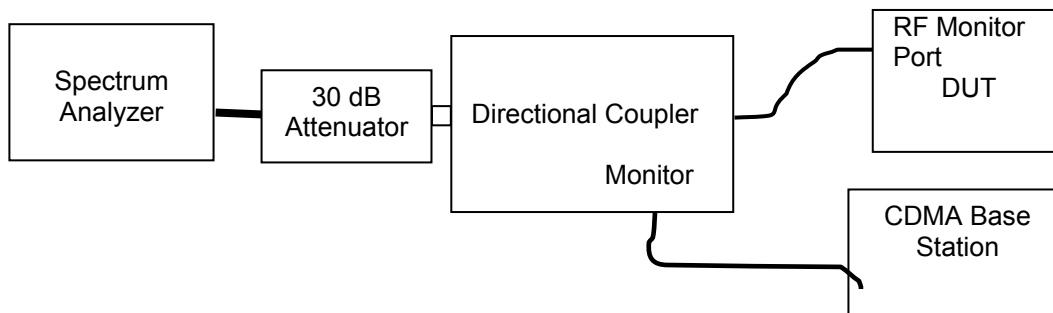 Spectrum
Analyzer
30 dB
Attenuator
Directional Coupler
Monitor
RF Monitor
Port
DUT
CDMA Base
Station